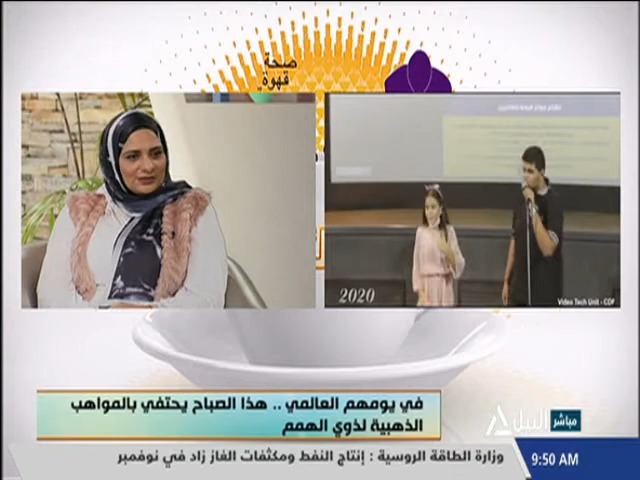 صحة
قهوة
2020
Video Tech Unit - COF
في يومهم العالمي .. هذا الصباح يحتفي بالمواهب
الذهبية لذوي الهمم
النيل
مباشر
وزارة الطاقة الروسية : إنتاج النفط ومكثفات الغاز زاد في نوفمبر
9:50 AM